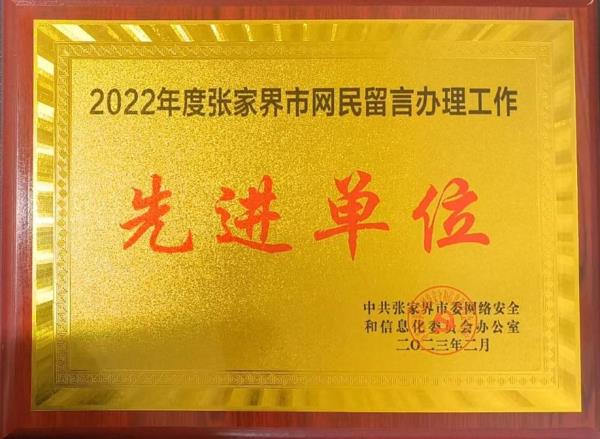 2022年度张家界市网民留言办理工作
先进单位
中共张家界市委网络安全
和信息化委员会办公室
二〇二三年二月